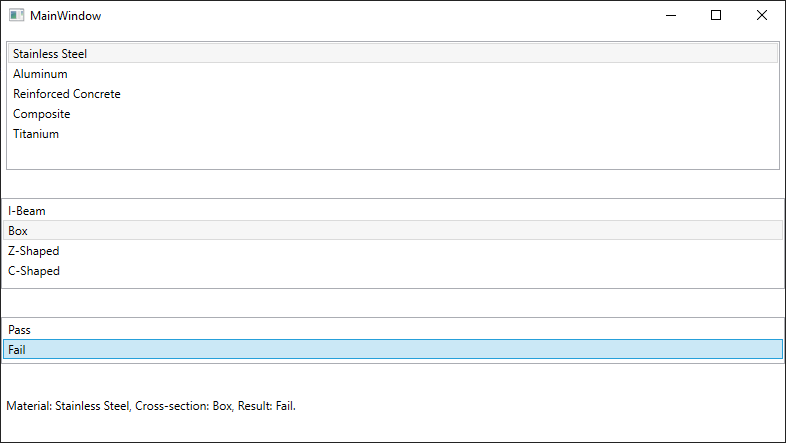 MainWindow
Stainless Steel
Aluminum
Reinforced Concrete
Composite
Titanium
I-Beam
Box
Z-Shaped
C-Shaped
Pass
Fail
Material: Stainless Steel, Cross-section: Box, Result: Fail.